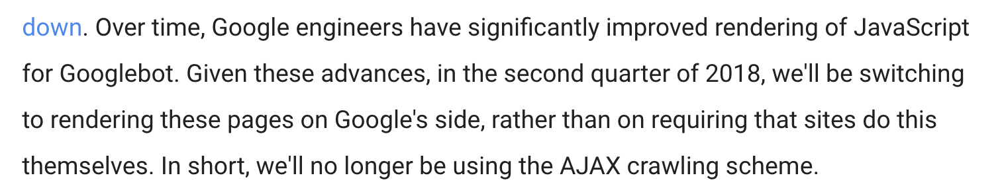 down. Over time, Google engineers have significantly improved rendering of JavaScript
for Googlebot. Given these advances, in the second quarter of 2018, we'll be switching
to rendering these pages on Google's side, rather than on requiring that sites do this
themselves. In short, we'll no longer be using the AJAX crawling scheme.